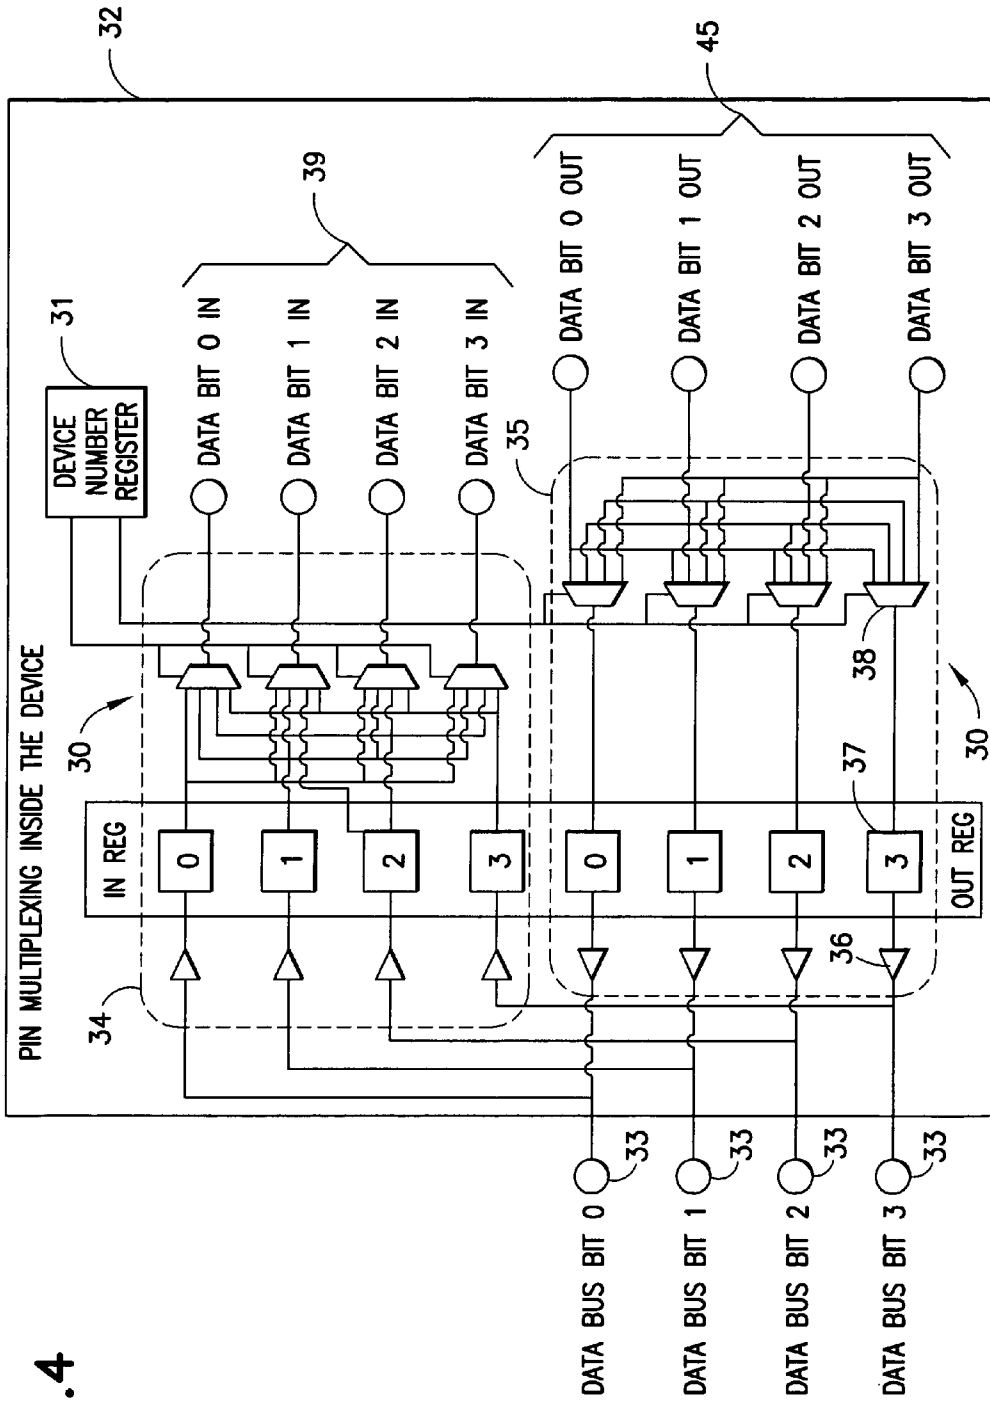 .4
PIN MULTIPLEXING INSIDE THE DEVICE
32
DEVICE
NUMBER
REGISTER
31
39
DATA BIT 0 IN
DATA BIT 1 IN
DATA BIT 2 IN
DATA BIT 3 IN
30
34
IN REG
0
1
2
3
45
DATA BIT 0 OUT
DATA BIT 1 OUT
DATA BIT 2 OUT
DATA BIT 3 OUT
35
38
30
37
36
0
1
2
3
OUT REG
DATA BUS BIT 0
33
DATA BUS BIT 1
33
DATA BUS BIT 2
33
DATA BUS BIT 3
33